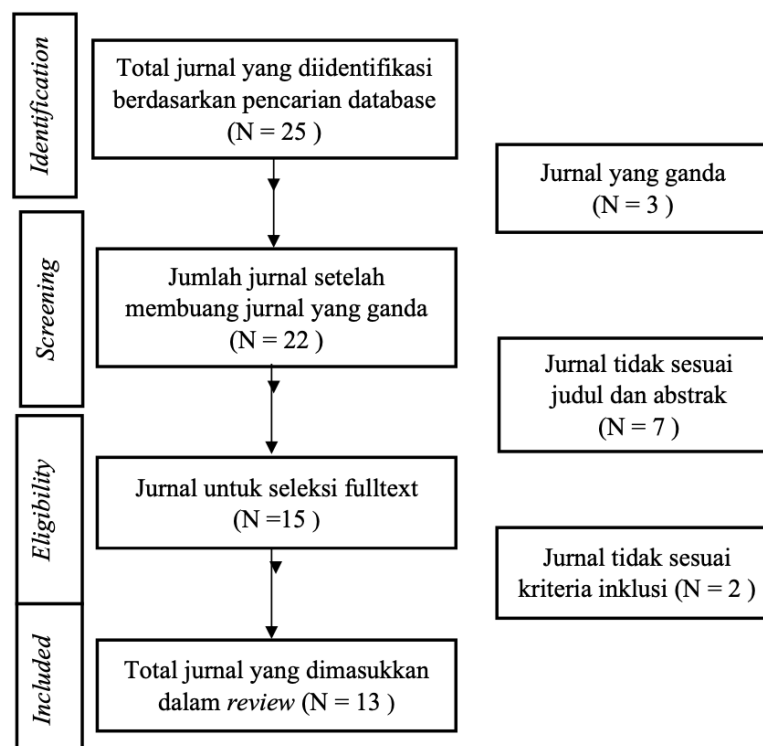 Identification
Total jurnal yang diidentifikasi
berdasarkan pencarian database
(N = 25 )
Jurnal yang ganda
(N = 3 )
Screening
Jumlah jurnal setelah
membuang jurnal yang ganda
(N = 22 )
Jurnal tidak sesuai
judul dan abstrak
(N = 7 )
Eligibility
Jurnal untuk seleksi fulltext
(N =15 )
Jurnal tidak sesuai
kriteria inklusi (N = 2 )
Included
Total jurnal yang dimasukkan
dalam review (N = 13 )